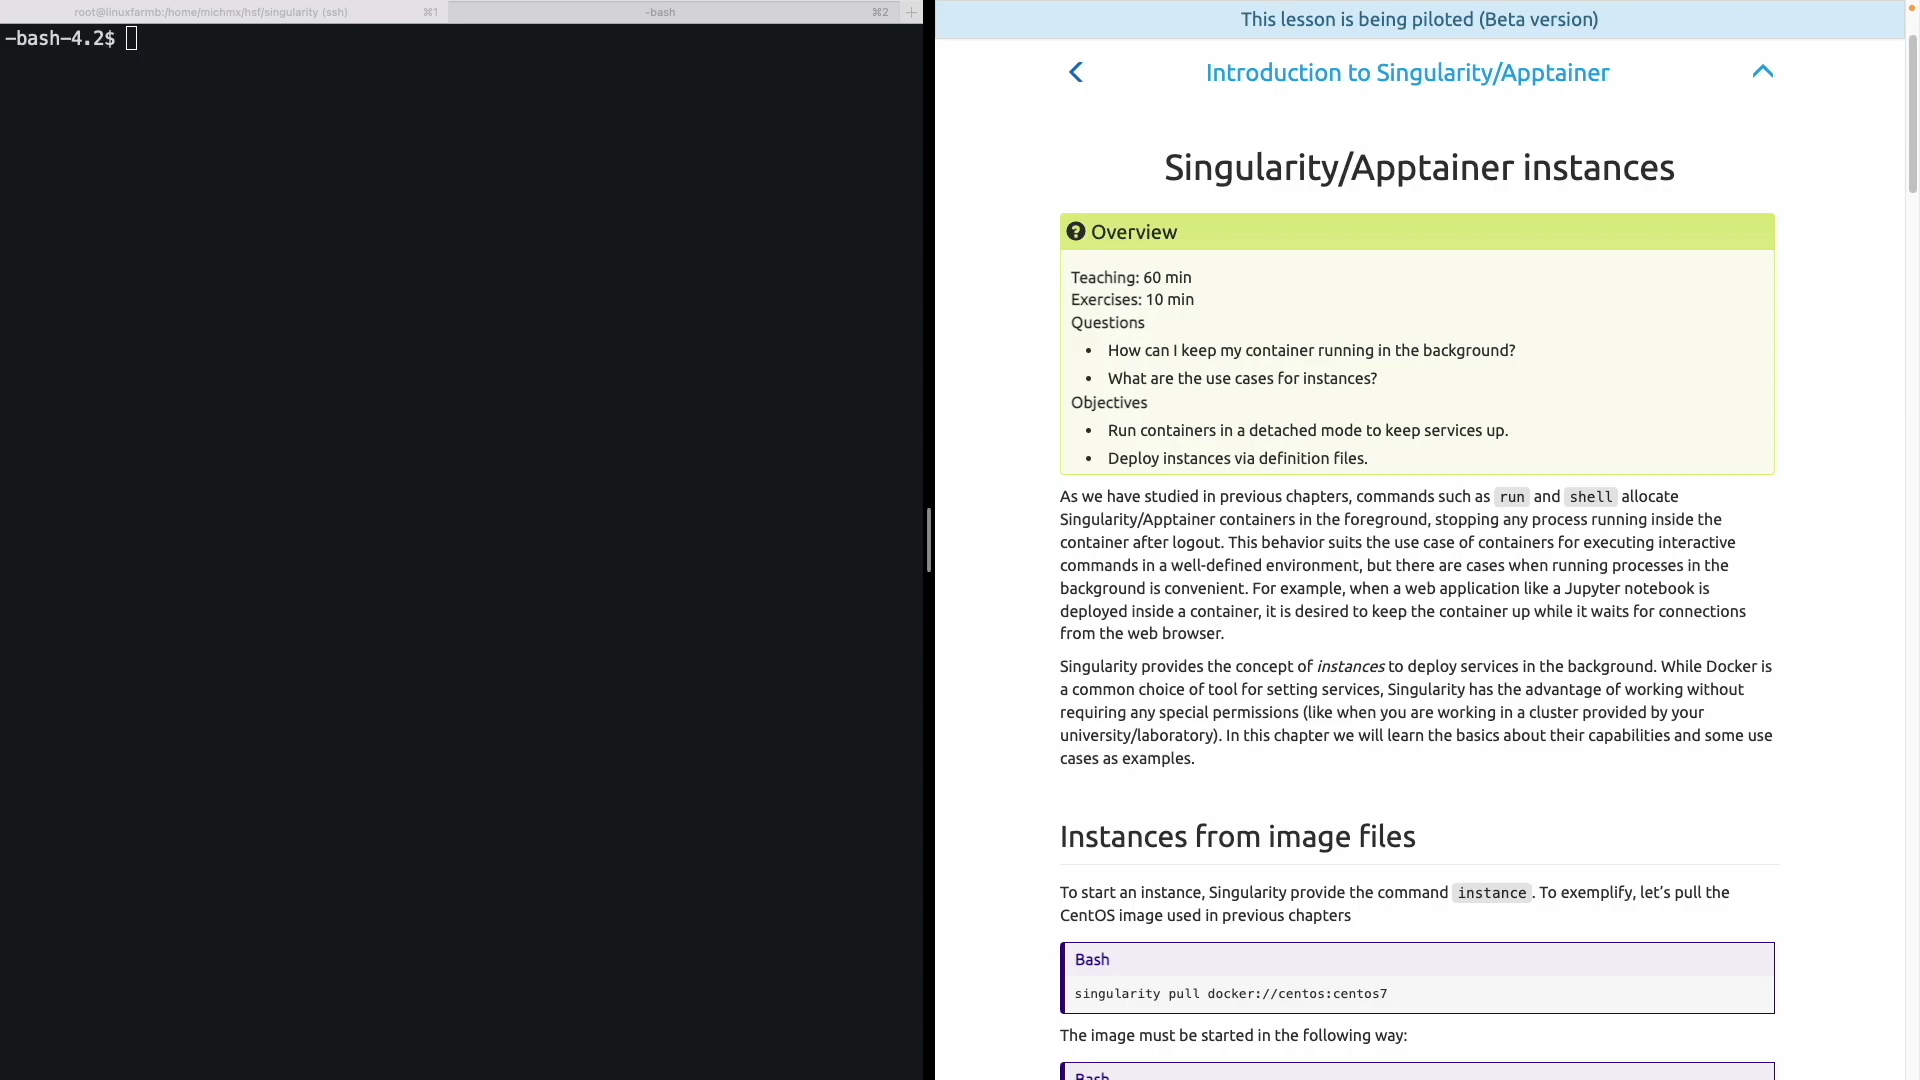 root@linuxfarmb:/home/michmx/hsf/singularity (ssh) ⌘1 -bash ⌘2 +
-bash-4.2$
This lesson is being piloted (Beta version)
Introduction to Singularity/Apptainer
Singularity/Apptainer instances
Overview
Teaching: 60 min
Exercises: 10 min
Questions
• How can I keep my container running in the background?
• What are the use cases for instances?
Objectives
• Run containers in a detached mode to keep services up.
• Deploy instances via definition files.
As we have studied in previous chapters, commands such as run and shell allocate
Singularity/Apptainer containers in the foreground, stopping any process running inside the
container after logout. This behavior suits the use case of containers for executing interactive
commands in a well-defined environment, but there are cases when running processes in the
background is convenient. For example, when a web application like a Jupyter notebook is
deployed inside a container, it is desired to keep the container up while it waits for connections
from the web browser.
Singularity provides the concept of instances to deploy services in the background. While Docker is
a common choice of tool for setting services, Singularity has the advantage of working without
requiring any special permissions (like when you are working in a cluster provided by your
university/laboratory). In this chapter we will learn the basics about their capabilities and some use
cases as examples.
Instances from image files
To start an instance, Singularity provide the command instance. To exemplify, let's pull the
CentOS image used in previous chapters
Bash
singularity pull docker://centos:centos7
The image must be started in the following way:
Bash